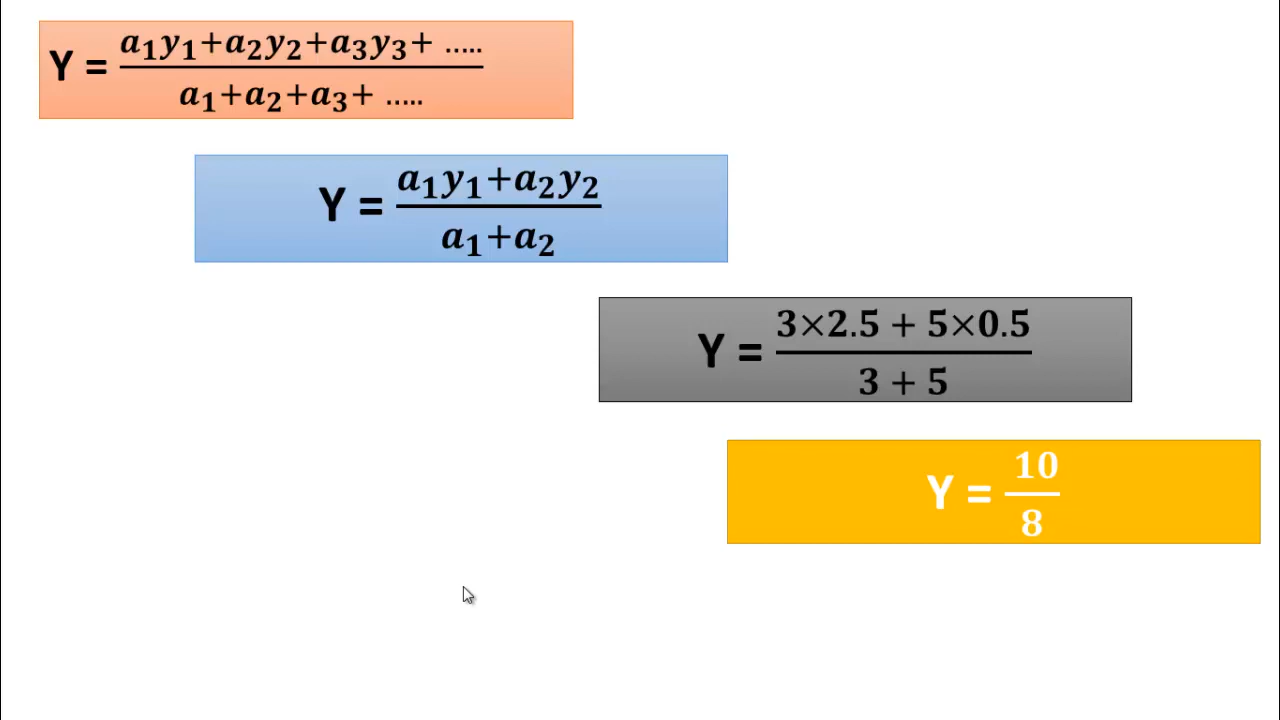 Y = (a₁y₁+a₂y₂+a₃y₃+ .....)/(a₁+a₂+a₃+ .....)
Y = (a₁y₁+a₂y₂)/(a₁+a₂)
Y = (3×2.5 + 5×0.5)/(3 + 5)
Y = 10/8